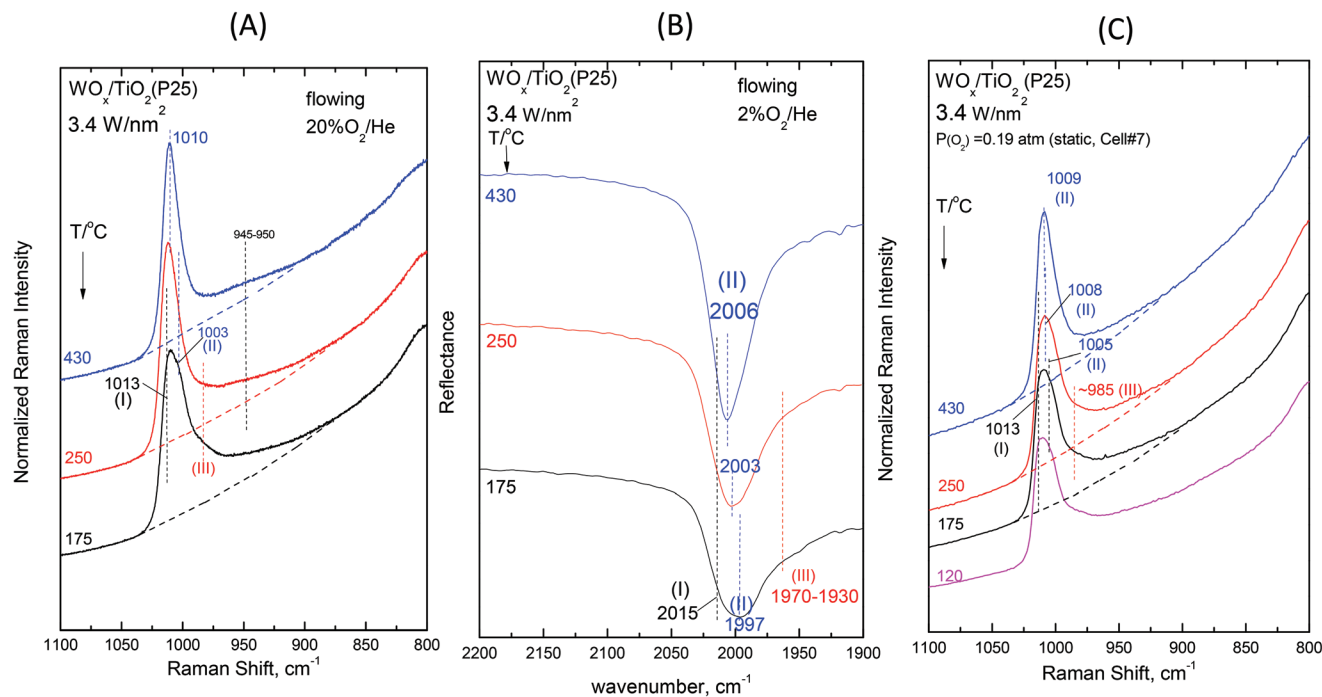 (A)
WOₓ/TiO₂(P25)
3.4 W/nm²
flowing
20%O₂/He
1010
T/°C
945-950
1003
(II)
430
1013
(I)
250
(III)
175
Normalized Raman Intensity
1100 1050 1000 950 900 850 800
Raman Shift, cm⁻¹
(B)
WOₓ/TiO₂(P25)
3.4 W/nm²
flowing
2%O₂/He
T/°C
430
(II)
2006
250
2003
175
(I)
2015
(II)
1997
(III)
1970-1930
Reflectance
2200 2150 2100 2050 2000 1950 1900
wavenumber, cm⁻¹
(C)
WOₓ/TiO₂(P25)
3.4 W/nm²
P(O₂) =0.19 atm (static, Cell#7)
1009
(II)
T/°C
1008
(II)
1005
(II)
430
~985 (III)
1013
(I)
250
175
120
Normalized Raman Intensity
1100 1050 1000 950 900 850 800
Raman Shift, cm⁻¹